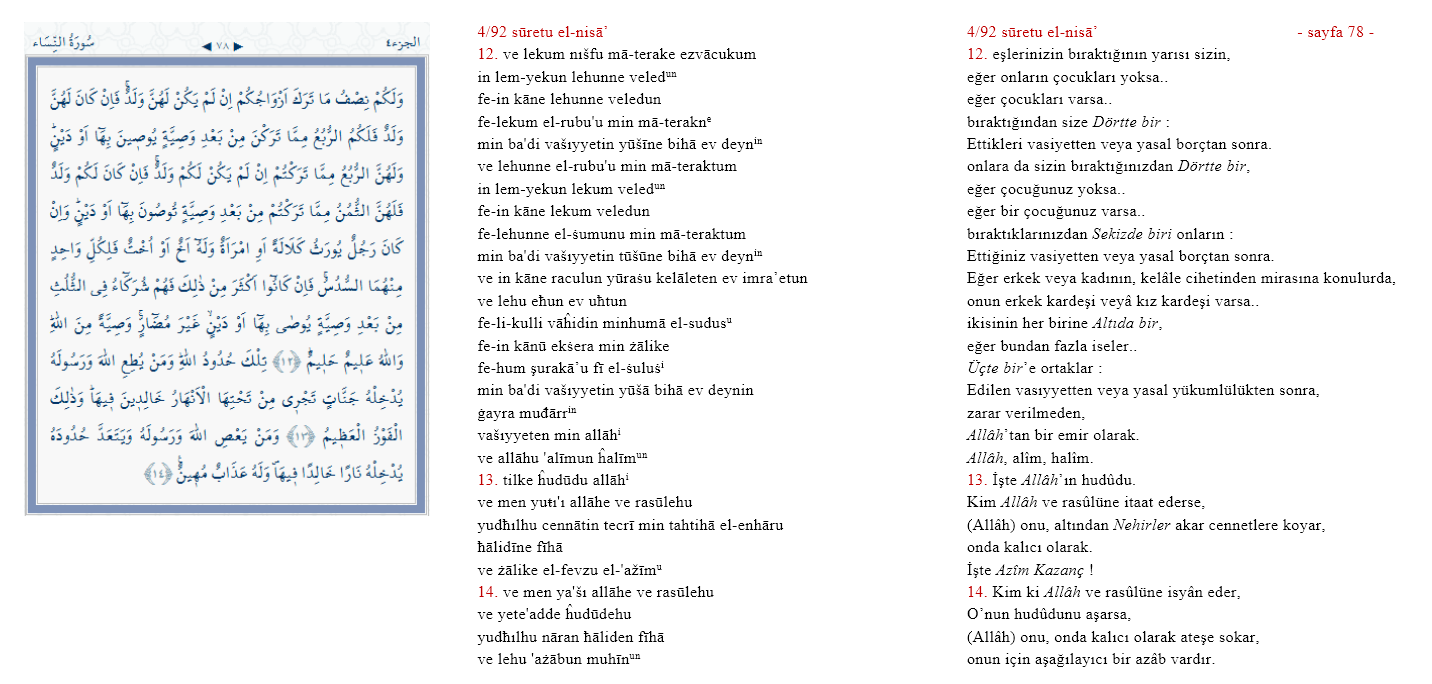 الجزء٤
◀ ٧٨ ▶
سُورَةُ النِّسَاء
وَلَكُمْ نِصْفُ مَا تَرَكَ اَزْوَاجُكُمْ اِنْ لَمْ يَكُنْ لَهُنَّ وَلَدٌۚ فَاِنْ كَانَ لَهُنَّ
وَلَدٌ فَلَكُمُ الرُّبُعُ مِمَّا تَرَكْنَ مِنْ بَعْدِ وَصِيَّةٍ يُوص۪ينَ بِهَٓا اَوْ دَيْنٍۜ
وَلَهُنَّ الرُّبُعُ مِمَّا تَرَكْتُمْ اِنْ لَمْ يَكُنْ لَكُمْ وَلَدٌۚ فَاِنْ كَانَ لَكُمْ وَلَدٌ
فَلَهُنَّ الثُّمُنُ مِمَّا تَرَكْتُمْ مِنْ بَعْدِ وَصِيَّةٍ تُوصُونَ بِهَٓا اَوْ دَيْنٍۜ وَاِنْ
كَانَ رَجُلٌ يُورَثُ كَلَالَةً اَوِ امْرَاَةٌ وَلَهُٓ اَخٌ اَوْ اُخْتٌ فَلِكُلِّ وَاحِدٍ
مِنْهُمَا السُّدُسُۚ فَاِنْ كَانُٓوا اَكْثَرَ مِنْ ذٰلِكَ فَهُمْ شُرَكَٓاءُ فِي الثُّلُثِ
مِنْ بَعْدِ وَصِيَّةٍ يُوصٰى بِهَٓا اَوْ دَيْنٍۙ غَيْرَ مُضَٓارٍّۚ وَصِيَّةً مِنَ اللّٰهِۜ
وَاللّٰهُ عَل۪يمٌ حَل۪يمٌۜ ﴿١٢﴾ تِلْكَ حُدُودُ اللّٰهِۜ وَمَنْ يُطِعِ اللّٰهَ وَرَسُولَهُ
يُدْخِلْهُ جَنَّاتٍ تَجْر۪ي مِنْ تَحْتِهَا الْاَنْهَارُ خَالِد۪ينَ ف۪يهَاۜ وَذٰلِكَ
الْفَوْزُ الْعَظ۪يمُ ﴿١٣﴾ وَمَنْ يَعْصِ اللّٰهَ وَرَسُولَهُ وَيَتَعَدَّ حُدُودَهُ
يُدْخِلْهُ نَارًا خَالِدًا ف۪يهَاۖ وَلَهُ عَذَابٌ مُه۪ينٌ۟ ﴿١٤﴾
4/92 sūretu el-nisā’
12. ve lekum nıšfu mā-terake ezvācukum
in lem-yekun lehunne veledᵘⁿ
fe-in kāne lehunne veledun
fe-lekum el-rubu'u min mā-teraknᵉ
min ba'di vašıyyetin yūšīne bihā ev deynⁱⁿ
ve lehunne el-rubu'u min mā-teraktum
in lem-yekun lekum veledᵘⁿ
fe-in kāne lekum veledun
fe-lehunne el-ṡumunu min mā-teraktum
min ba'di vašıyyetin tūšūne bihā ev deynⁱⁿ
ve in kāne raculun yūraṡu kelāleten ev imra’etun
ve lehu eħun ev uħtun
fe-li-kulli vāĥidin minhumā el-sudusᵘ
fe-in kānū ekṡera min żālike
fe-hum şurakā’u fī el-ṡuluṡⁱ
min ba'di vašıyyetin yūšā bihā ev deynin
ġayra muđārrⁱⁿ
vašıyyeten min allāhⁱ
ve allāhu 'alīmun ĥalīmᵘⁿ
13. tilke ĥudūdu allāhⁱ
ve men yuŧı'ı allāhe ve rasūlehu
yudħılhu cennātin tecrī min tahtihā el-enhāru
ħālidīne fīhā
ve żālike el-fevzu el-'ažīmᵘ
14. ve men ya'šı allāhe ve rasūlehu
ve yete'adde ĥudūdehu
yudħılhu nāran ħāliden fīhā
ve lehu 'ażābun muhīnᵘⁿ
4/92 sūretu el-nisā’ - sayfa 78 -
12. eşlerinizin bıraktığının yarısı sizin,
eğer onların çocukları yoksa..
eğer çocukları varsa..
bıraktığından size Dörtte bir :
Ettikleri vasiyetten veya yasal borçtan sonra.
onlara da sizin bıraktığınızdan Dörtte bir,
eğer çocuğunuz yoksa..
eğer bir çocuğunuz varsa..
bıraktıklarınızdan Sekizde biri onların :
Ettiğiniz vasiyetten veya yasal borçtan sonra.
Eğer erkek veya kadının, kelâle cihetinden mirasına konulurda,
onun erkek kardeşi veyâ kız kardeşi varsa..
ikisinin her birine Altıda bir,
eğer bundan fazla iseler..
Üçte bir’e ortaklar :
Edilen vasıyyetten veya yasal yükumlülükten sonra,
zarar verilmeden,
Allâh’tan bir emir olarak.
Allâh, alîm, halîm.
13. İşte Allâh’ın hudûdu.
Kim Allâh ve rasûlüne itaat ederse,
(Allâh) onu, altından Nehirler akar cennetlere koyar,
onda kalıcı olarak.
İşte Azîm Kazanç !
14. Kim ki Allâh ve rasûlüne isyân eder,
O’nun hudûdunu aşarsa,
(Allâh) onu, onda kalıcı olarak ateşe sokar,
onun için aşağılayıcı bir azâb vardır.